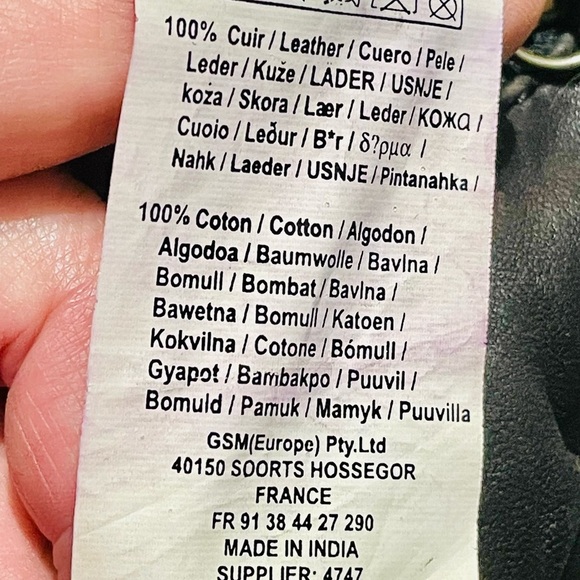 100% Cuir / Leather / Cuero / Pele /
Leder / Kuže / LÄDER / USNJE /
koża / Skora / Lær / Leder / КОЖА /
Cuoio / Leður / B*r / δ?ρμα /
Nahk / Laeder / USNJE / Pintanahka /
100% Coton / Cotton / Algodon /
Algodoa / Baumwolle / Bavlna /
Bomull / Bombat / Bavlna /
Bawetna / Bomull / Katoen /
Kokvilna / Cotone / Bómull /
Gyapot / Bambakpo / Puuvil /
Bomuld / Pamuk / Mamyk / Puuvilla
GSM(Europe) Pty.Ltd
40150 SOORTS HOSSEGOR
FRANCE
FR 91 38 44 27 290
MADE IN INDIA
SUPPLIER: 4747